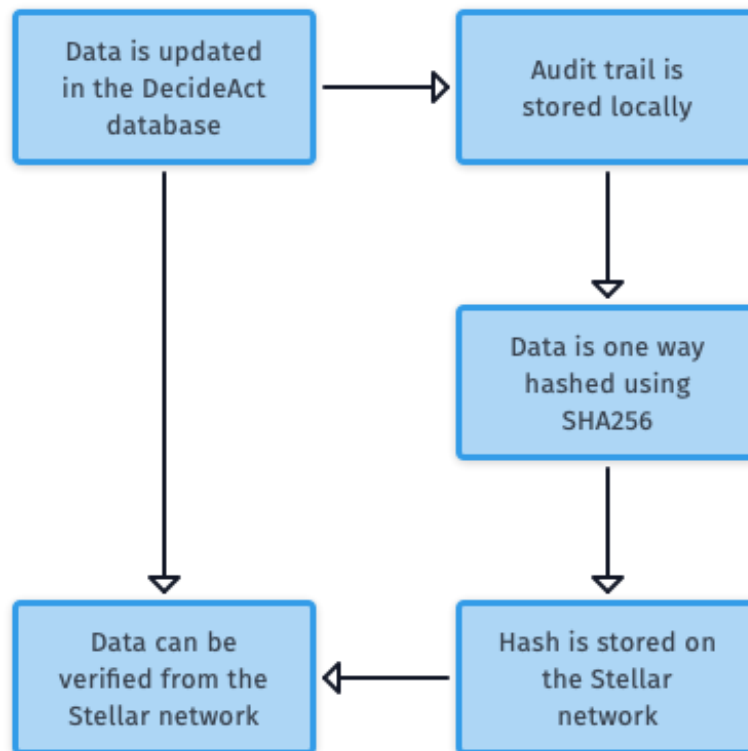 Data is updated
in the DecideAct
database
Audit trail is
stored locally
Data is one way
hashed using
SHA256
Data can be
verified from the
Stellar network
Hash is stored on
the Stellar
network